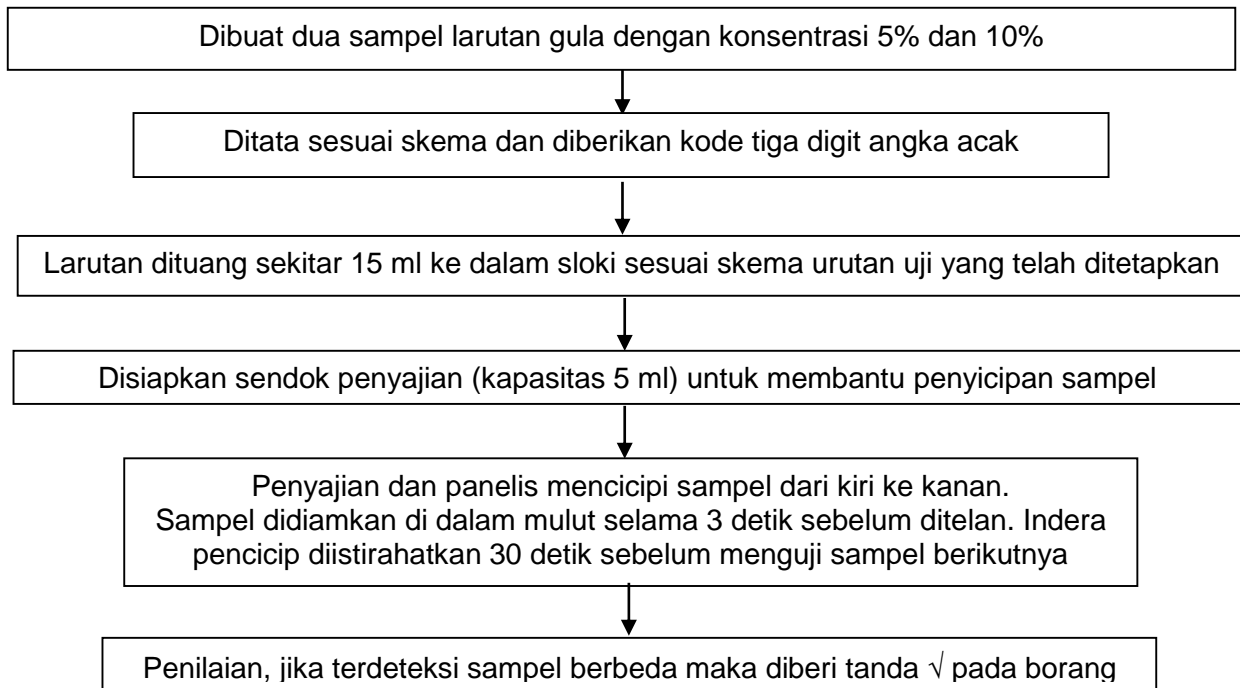 Dibuat dua sampel larutan gula dengan konsentrasi 5% dan 10%
Ditata sesuai skema dan diberikan kode tiga digit angka acak
Larutan dituang sekitar 15 ml ke dalam sloki sesuai skema urutan uji yang telah ditetapkan
Disiapkan sendok penyajian (kapasitas 5 ml) untuk membantu penyicipan sampel
Penyajian dan panelis mencicipi sampel dari kiri ke kanan.
Sampel didiamkan di dalam mulut selama 3 detik sebelum ditelan. Indera
pencicip diistirahatkan 30 detik sebelum menguji sampel berikutnya
Penilaian, jika terdeteksi sampel berbeda maka diberi tanda √ pada borang